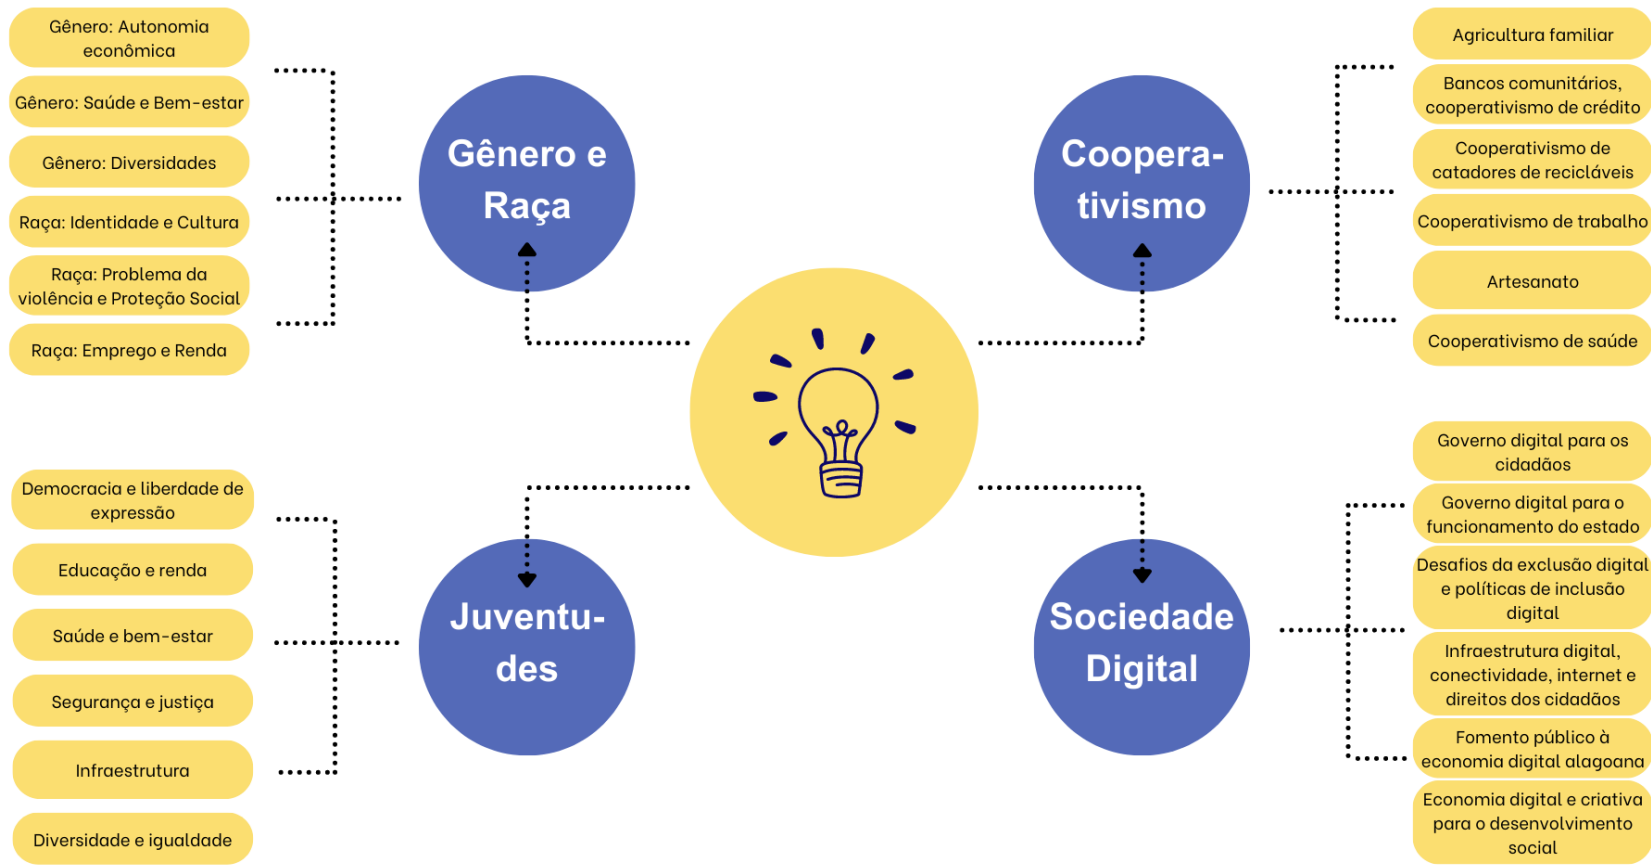 Gênero: Autonomia
econômica
Gênero: Saúde e Bem-estar
Gênero: Diversidades
Raça: Identidade e Cultura
Raça: Problema da
violência e Proteção Social
Raça: Emprego e Renda
Gênero e
Raça
Coopera-
tivismo
Agricultura familiar
Bancos comunitários,
cooperativismo de crédito
Cooperativismo de
catadores de recicláveis
Cooperativismo de trabalho
Artesanato
Cooperativismo de saúde
Democracia e liberdade de
expressão
Educação e renda
Saúde e bem-estar
Segurança e justiça
Infraestrutura
Diversidade e igualdade
Juventu-
des
Sociedade
Digital
Governo digital para os
cidadãos
Governo digital para o
funcionamento do estado
Desafios da exclusão digital
e políticas de inclusão
digital
Infraestrutura digital,
conectividade, internet e
direitos dos cidadãos
Fomento público à
economia digital alagoana
Economia digital e criativa
para o desenvolvimento
social